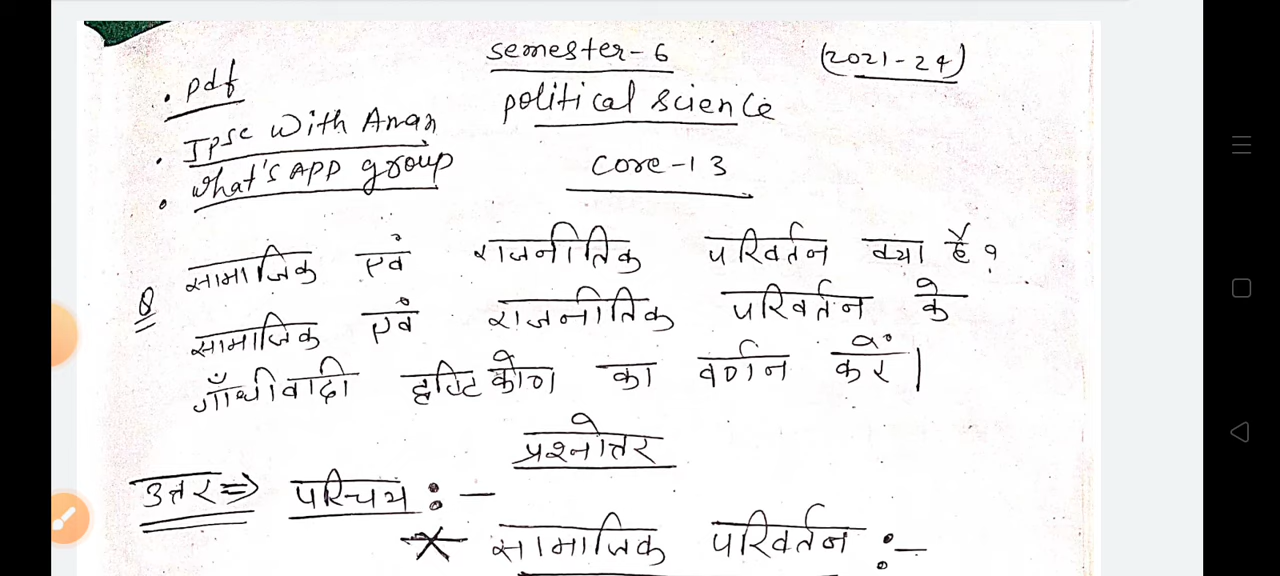 semester-6
(2021-24)
. pdf
political science
. Jpsc with Aman
. what's APP group
core-13
Q सामाजिक एवं राजनीतिक परिवर्तन क्या है ?
सामाजिक एवं राजनीतिक परिवर्तन के
गाँधीवादी दृष्टिकोण का वर्णन करें |
प्रश्नोत्तर
उत्तर => परिचय :-
* सामाजिक परिवर्तन :-